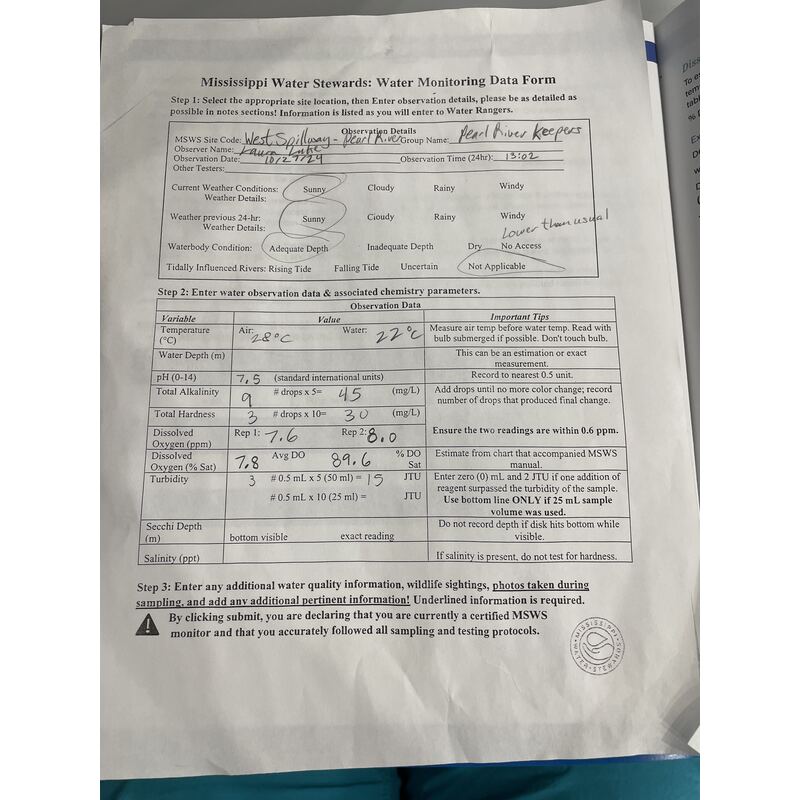 Mississippi Water Stewards: Water Monitoring Data Form
Step 1: Select the appropriate site location, then Enter observation details, please be as detailed as
possible in notes sections! Information is listed as you will enter to Water Rangers.
Observation Details
MSWS Site Code: West Spillway - Pearl River Group Name: Pearl River Keepers
Observer Name: Laura
Observation Date: 10/27/24 Observation Time (24hr): 13:02
Other Testers:
Current Weather Conditions: Sunny Cloudy Rainy Windy
Weather Details:
Weather previous 24-hr: Sunny Cloudy Rainy Windy
Weather Details:
Lower than usual
Waterbody Condition: Adequate Depth Inadequate Depth Dry No Access
Tidally Influenced Rivers: Rising Tide Falling Tide Uncertain Not Applicable
Step 2: Enter water observation data & associated chemistry parameters.
Observation Data
Variable Value Important Tips
Temperature (°C) Air: 28°C Water: 22°C Measure air temp before water temp. Read with
bulb submerged if possible. Don't touch bulb.
Water Depth (m) This can be an estimation or exact
measurement.
pH (0-14) 7.5 (standard international units) Record to nearest 0.5 unit.
Total Alkalinity 9 # drops x 5= 45 (mg/L) Add drops until no more color change; record
number of drops that produced final change.
Total Hardness 3 # drops x 10= 30 (mg/L)
Dissolved Oxygen (ppm) Rep 1: 7.6 Rep 2: 8.0 Ensure the two readings are within 0.6 ppm.
Dissolved Oxygen (% Sat) 7.8 Avg DO 89.6 % DO Sat Estimate from chart that accompanied MSWS
manual.
Turbidity 3 # 0.5 mL x 5 (50 ml) = 15 JTU Enter zero (0) mL and 2 JTU if one addition of
reagent surpassed the turbidity of the sample.
# 0.5 mL x 10 (25 ml) = JTU Use bottom line ONLY if 25 mL sample
volume was used.
Secchi Depth (m) bottom visible exact reading Do not record depth if disk hits bottom while
visible.
Salinity (ppt) If salinity is present, do not test for hardness.
Step 3: Enter any additional water quality information, wildlife sightings, photos taken during
sampling, and add any additional pertinent information! Underlined information is required.
By clicking submit, you are declaring that you are currently a certified MSWS
monitor and that you accurately followed all sampling and testing protocols.
MISSISSIPPI WATER STEWARDS